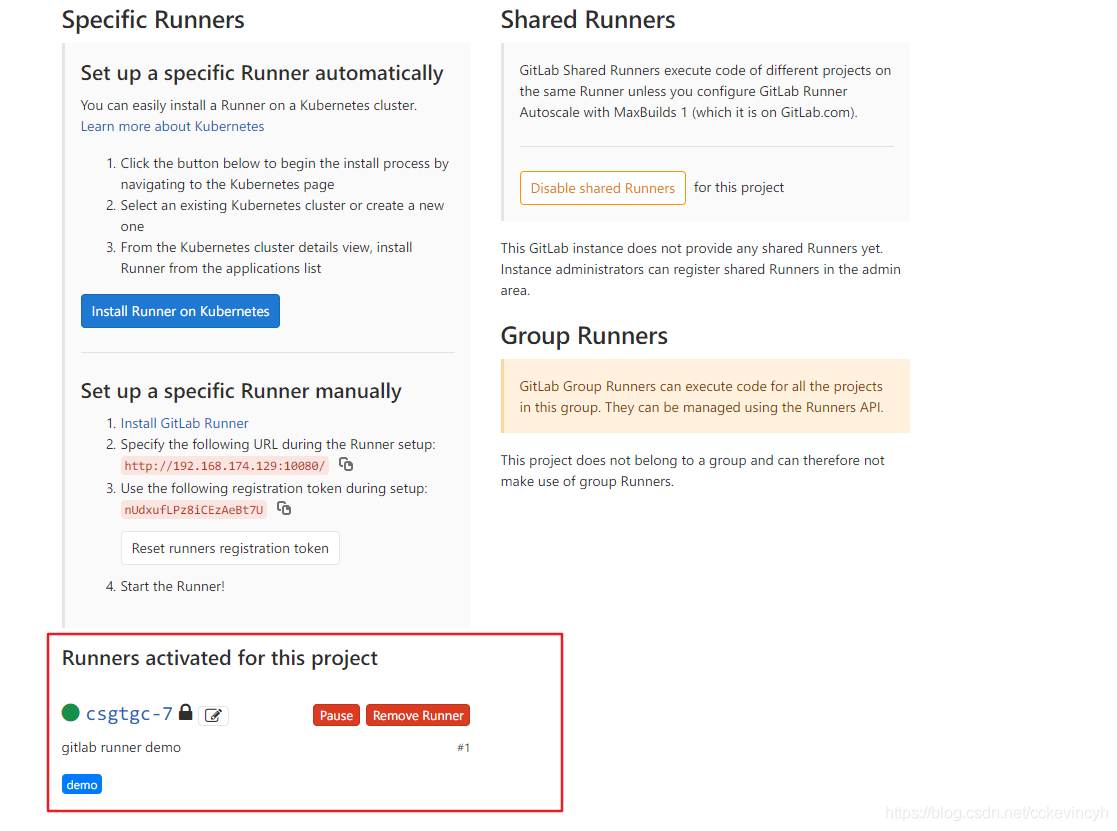 Specific Runners
Set up a specific Runner automatically
You can easily install a Runner on a Kubernetes cluster.
Learn more about Kubernetes
1. Click the button below to begin the install process by
navigating to the Kubernetes page
2. Select an existing Kubernetes cluster or create a new
one
3. From the Kubernetes cluster details view, install
Runner from the applications list
Install Runner on Kubernetes
Set up a specific Runner manually
1. Install GitLab Runner
2. Specify the following URL during the Runner setup:
http://192.168.174.129:10080/
3. Use the following registration token during setup:
nUdxufLPz8iCEzAeBt7U
Reset runners registration token
4. Start the Runner!
Runners activated for this project
csgtgc-7
Pause
Remove Runner
gitlab runner demo
#1
demo
Shared Runners
GitLab Shared Runners execute code of different projects on
the same Runner unless you configure GitLab Runner
Autoscale with MaxBuilds 1 (which it is on GitLab.com).
Disable shared Runners for this project
This GitLab instance does not provide any shared Runners yet.
Instance administrators can register shared Runners in the admin
area.
Group Runners
GitLab Group Runners can execute code for all the projects
in this group. They can be managed using the Runners API.
This project does not belong to a group and can therefore not
make use of group Runners.
https://blog.csdn.net/cckevincyh